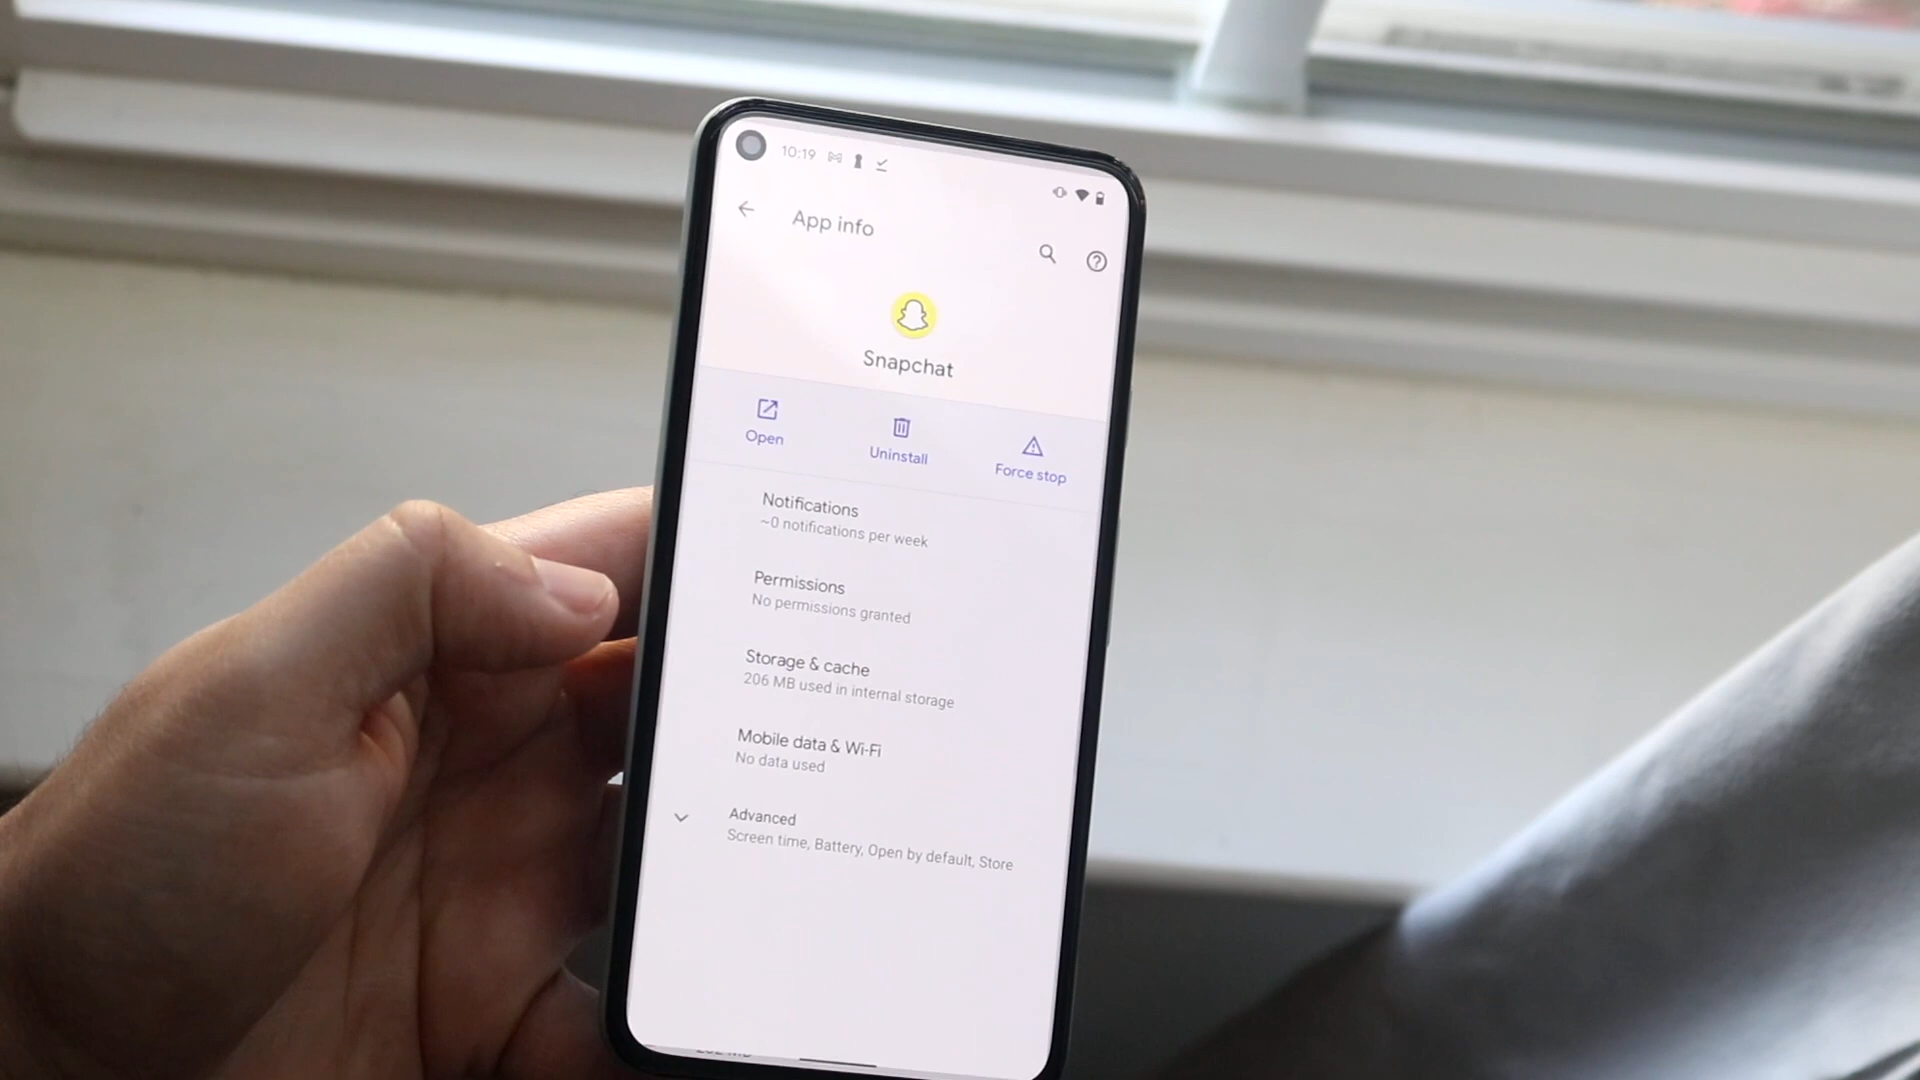 10:19
App info
Snapchat
Open
Uninstall
Force stop
Notifications
~0 notifications per week
Permissions
No permissions granted
Storage & cache
206 MB used in internal storage
Mobile data & Wi-Fi
No data used
Advanced
Screen time, Battery, Open by default, Store